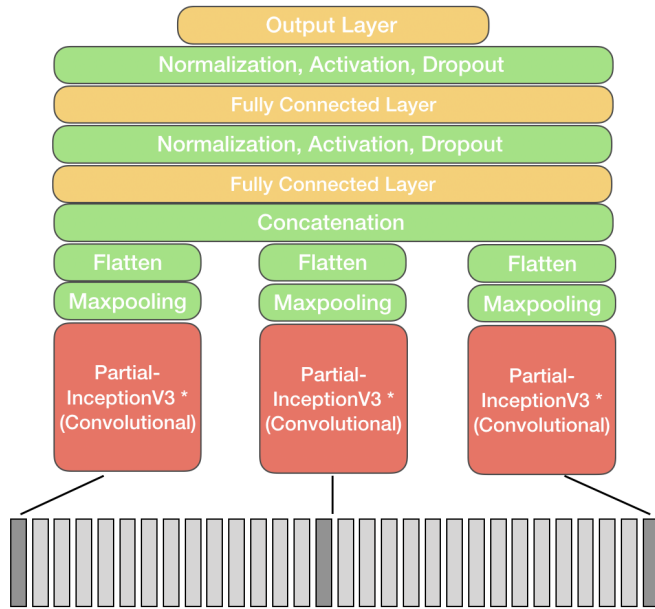 Output Layer
Normalization, Activation, Dropout
Fully Connected Layer
Normalization, Activation, Dropout
Fully Connected Layer
Concatenation
Flatten
Flatten
Flatten
Maxpooling
Maxpooling
Maxpooling
Partial-
InceptionV3 *
(Convolutional)
Partial-
InceptionV3 *
(Convolutional)
Partial-
InceptionV3 *
(Convolutional)